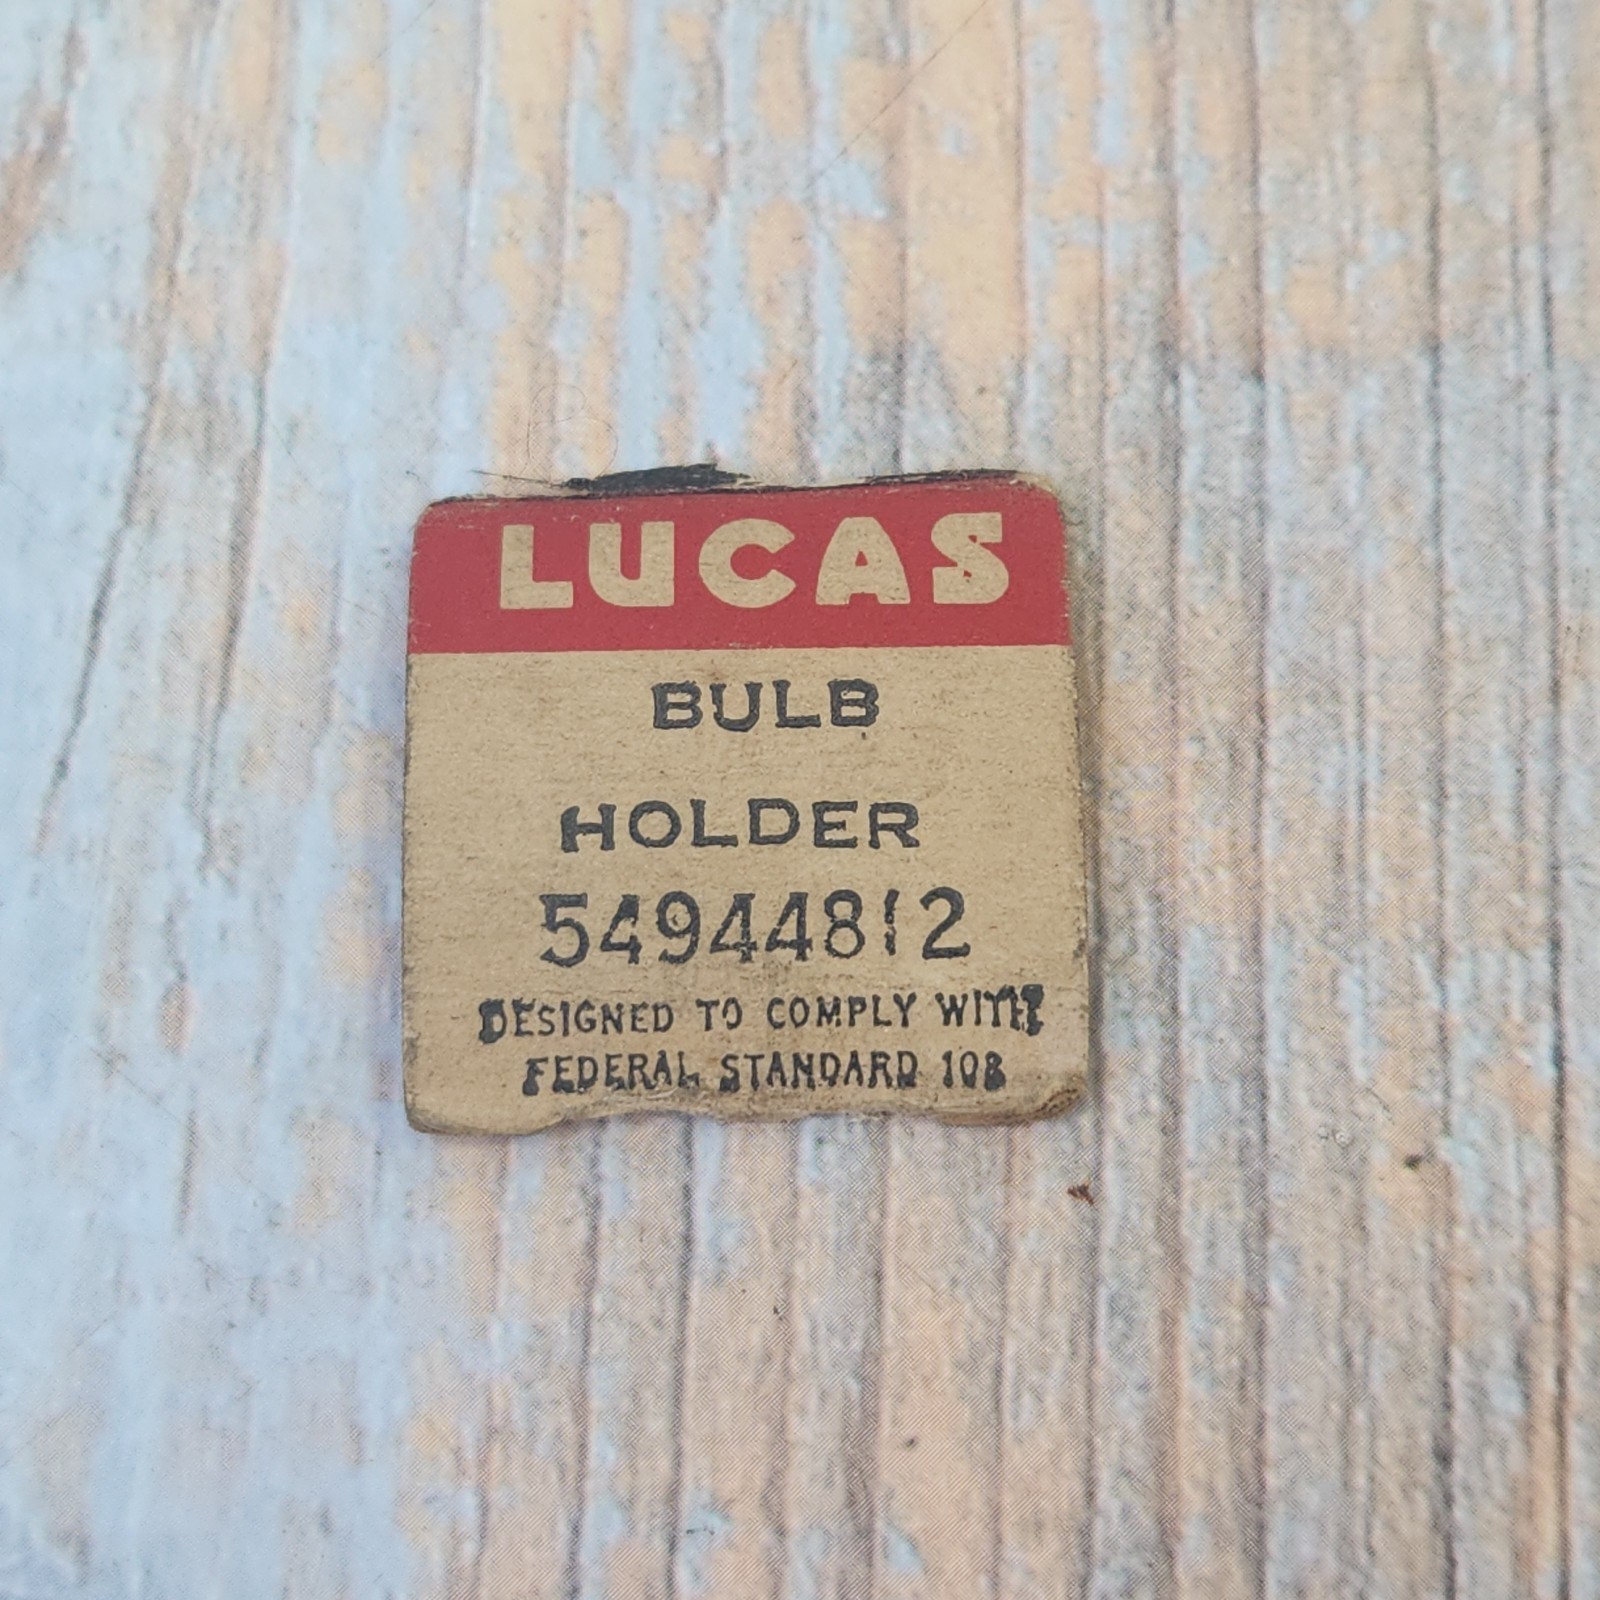 LUCAS
BULB
HOLDER
54944812
DESIGNED TO COMPLY WITH
FEDERAL STANDARD 108